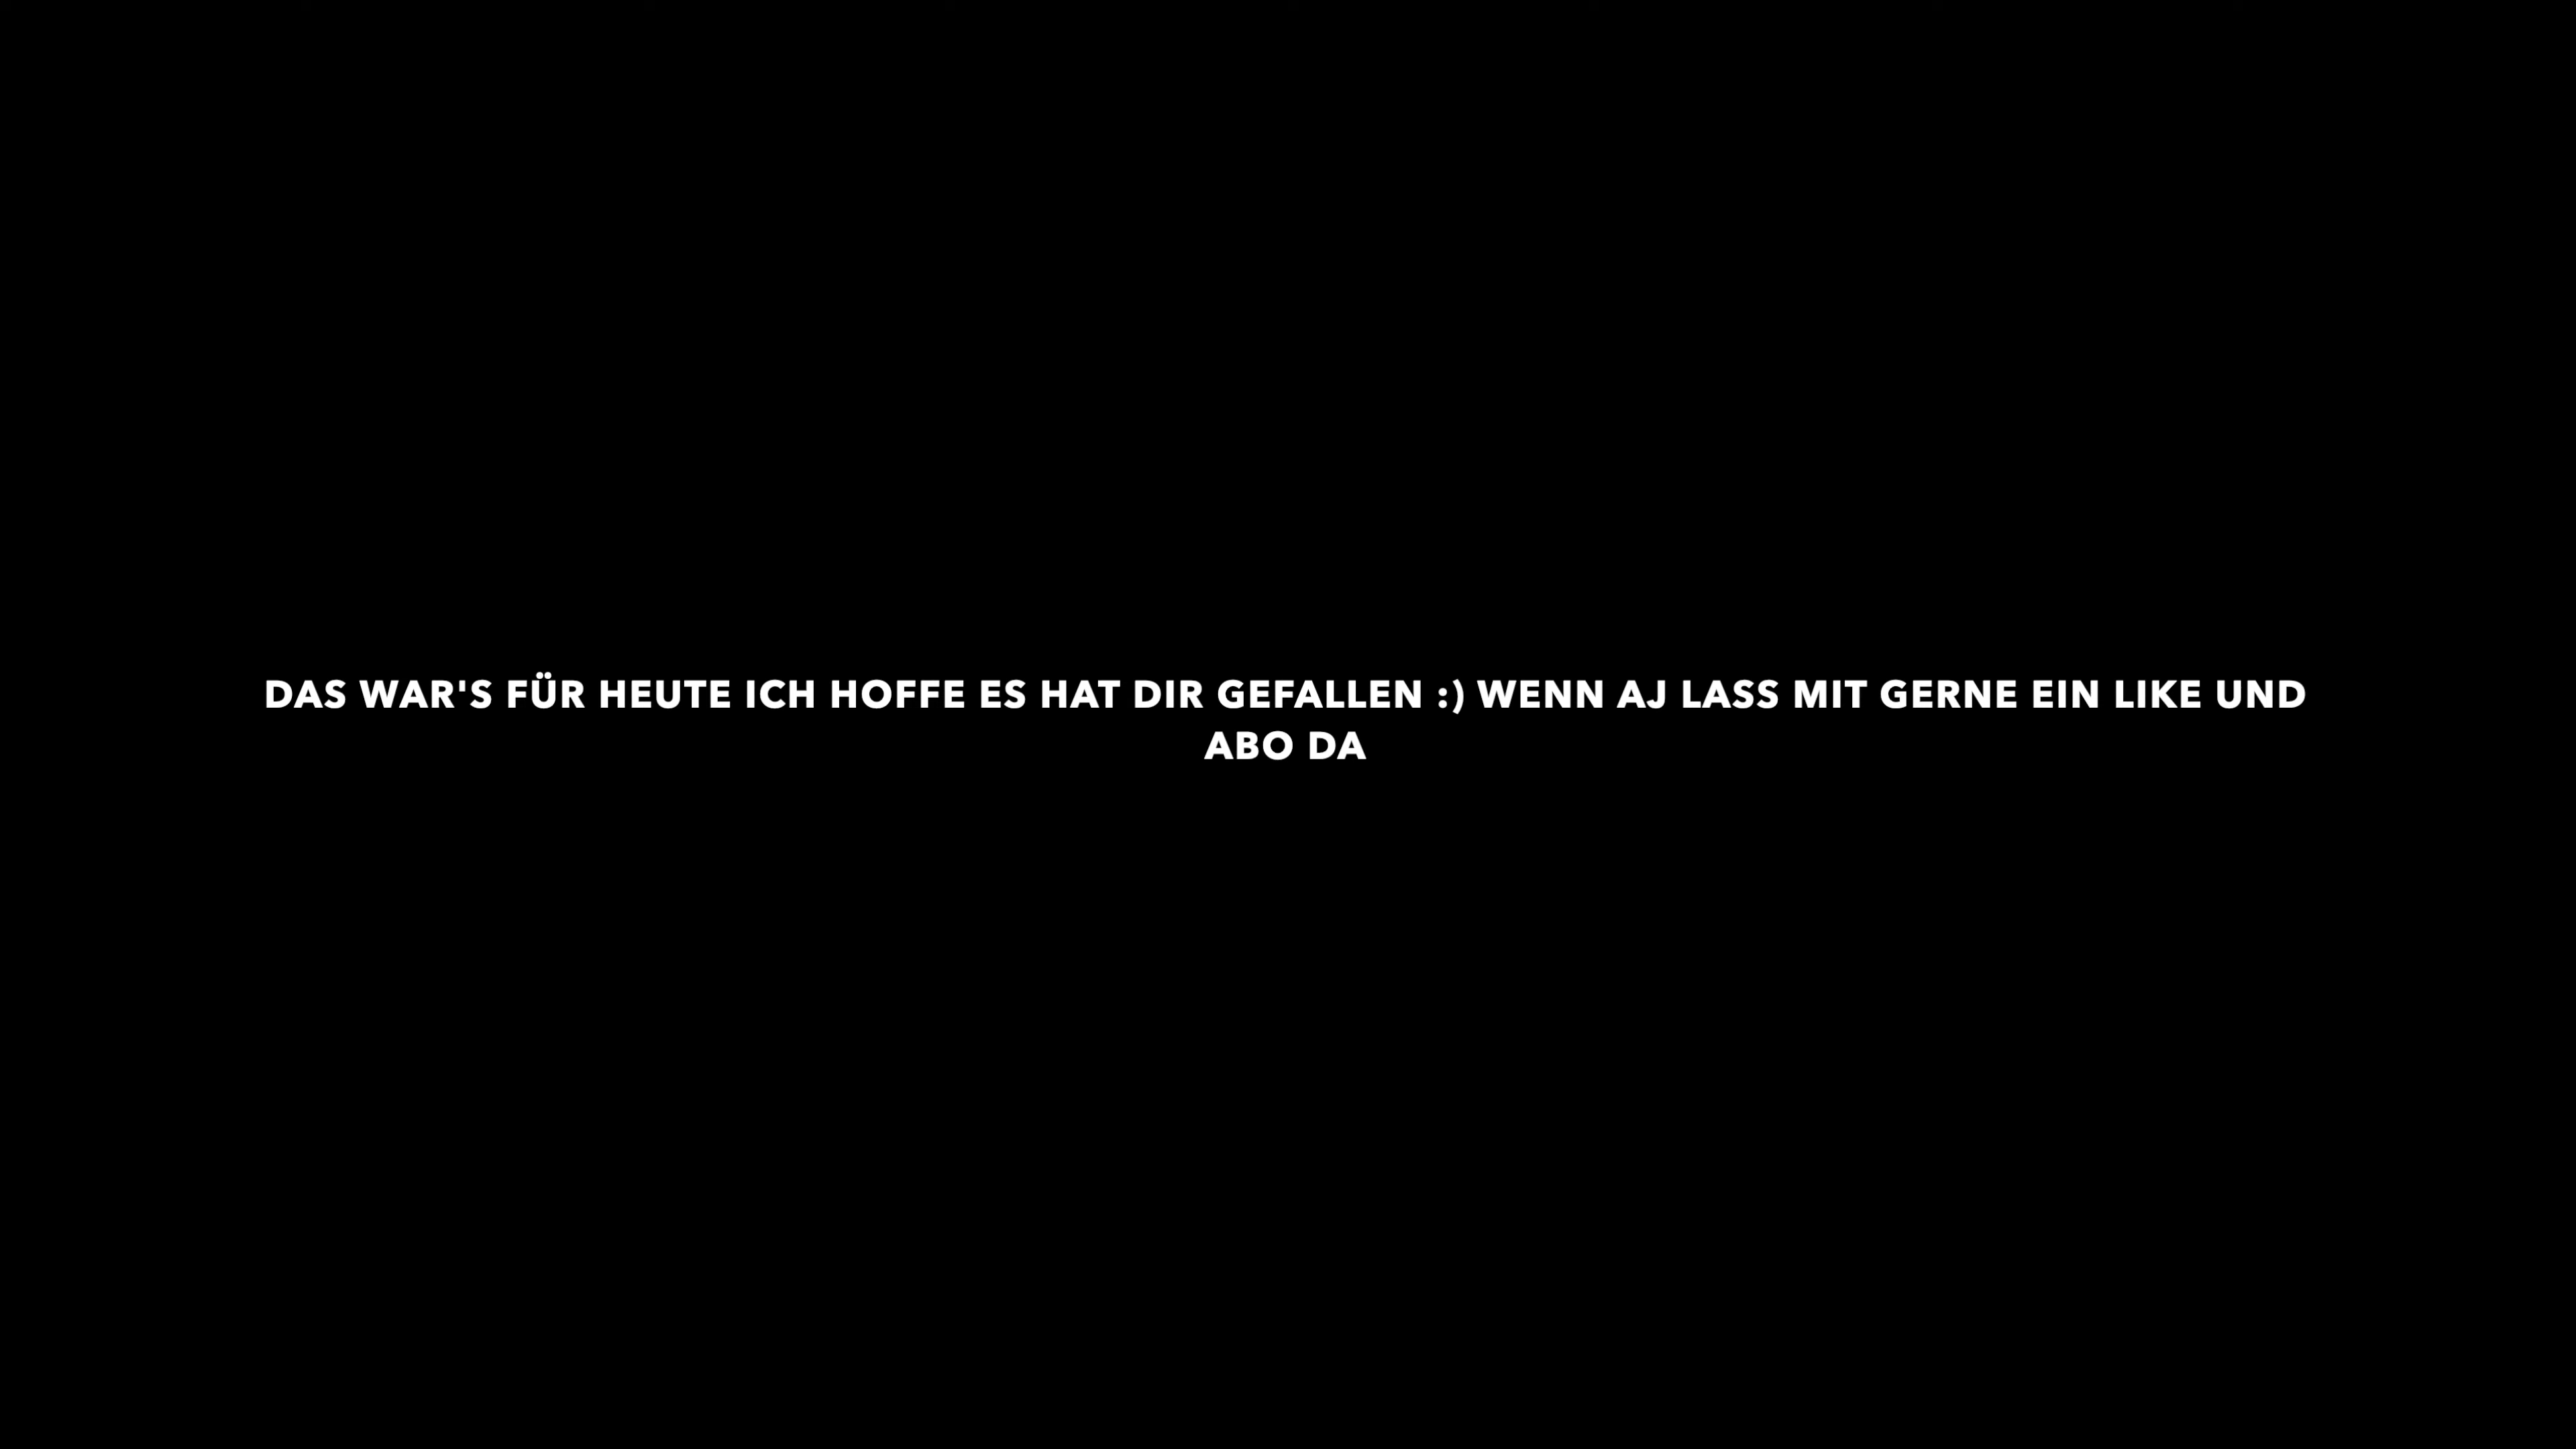 DAS WAR'S FÜR HEUTE ICH HOFFE ES HAT DIR GEFALLEN :) WENN AJ LASS MIT GERNE EIN LIKE UND
ABO DA